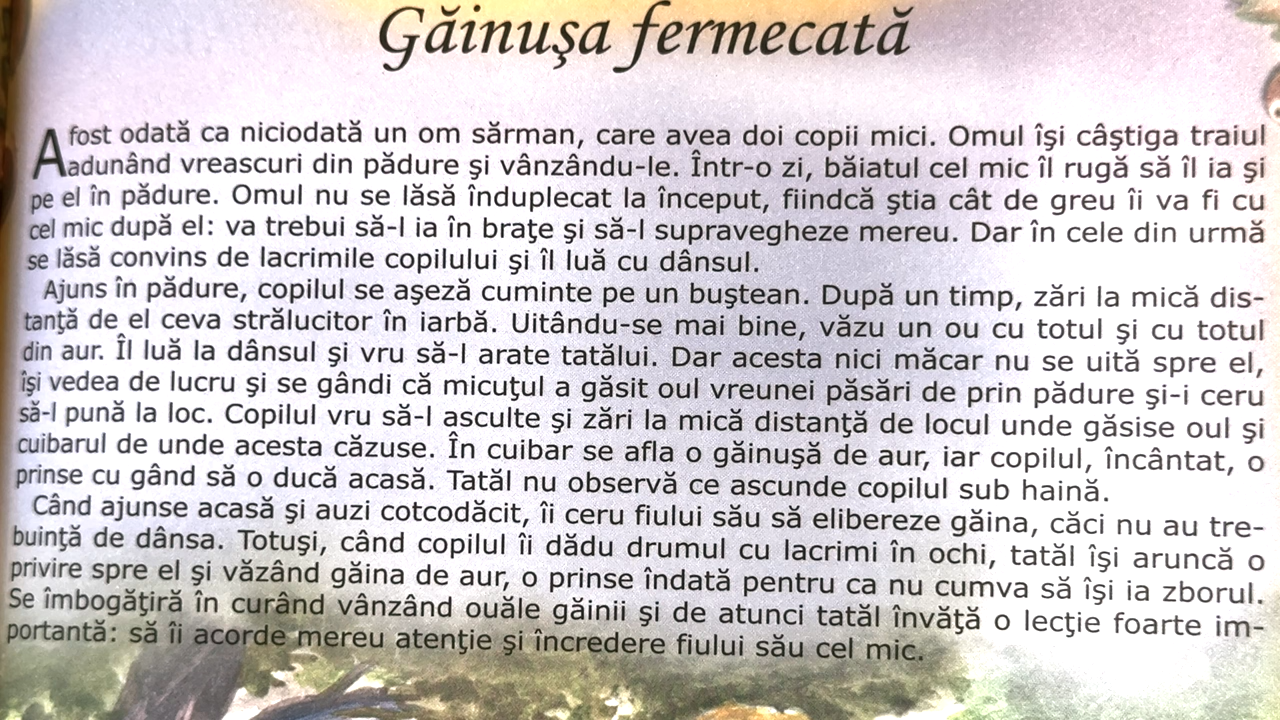 Găinuşa fermecată
A fost odată ca niciodată un om sărman, care avea doi copii mici. Omul îşi câştiga traiul
adunând vreascuri din pădure şi vânzându-le. Într-o zi, băiatul cel mic îl rugă să îl ia şi
pe el în pădure. Omul nu se lăsă înduplecat la început, fiindcă ştia cât de greu îi va fi cu
cel mic după el: va trebui să-l ia în braţe şi să-l supravegheze mereu. Dar în cele din urmă
se lăsă convins de lacrimile copilului şi îl luă cu dânsul.
Ajuns în pădure, copilul se aşeză cuminte pe un buştean. După un timp, zări la mică dis-
tanţă de el ceva strălucitor în iarbă. Uitându-se mai bine, văzu un ou cu totul şi cu totul
din aur. Îl luă la dânsul şi vru să-l arate tatălui. Dar acesta nici măcar nu se uită spre el,
îşi vedea de lucru şi se gândi că micuţul a găsit oul vreunei păsări de prin pădure şi-i ceru
să-l pună la loc. Copilul vru să-l asculte şi zări la mică distanţă de locul unde găsise oul şi
cuibarul de unde acesta căzuse. În cuibar se afla o găinuşă de aur, iar copilul, încântat, o
prinse cu gând să o ducă acasă. Tatăl nu observă ce ascunde copilul sub haină.
Când ajunse acasă şi auzi cotcodăcit, îi ceru fiului său să elibereze găina, căci nu au tre-
buinţă de dânsa. Totuşi, când copilul îi dădu drumul cu lacrimi în ochi, tatăl îşi aruncă o
privire spre el şi văzând găina de aur, o prinse îndată pentru ca nu cumva să îşi ia zborul.
Se îmbogăţiră în curând vânzând ouăle găinii şi de atunci tatăl învăţă o lecţie foarte im-
portantă: să îi acorde mereu atenţie şi încredere fiului său cel mic.